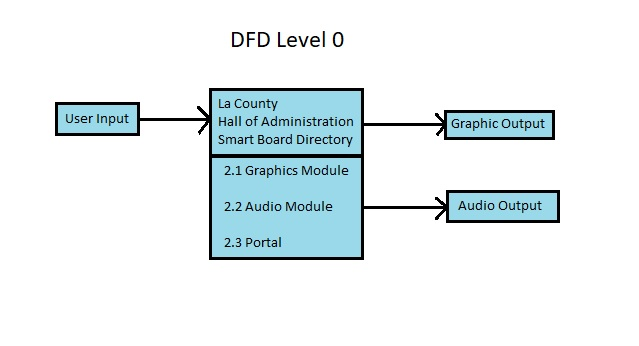 DFD Level 0
User Input
La County
Hall of Administration
Smart Board Directory
2.1 Graphics Module
2.2 Audio Module
2.3 Portal
Graphic Output
Audio Output